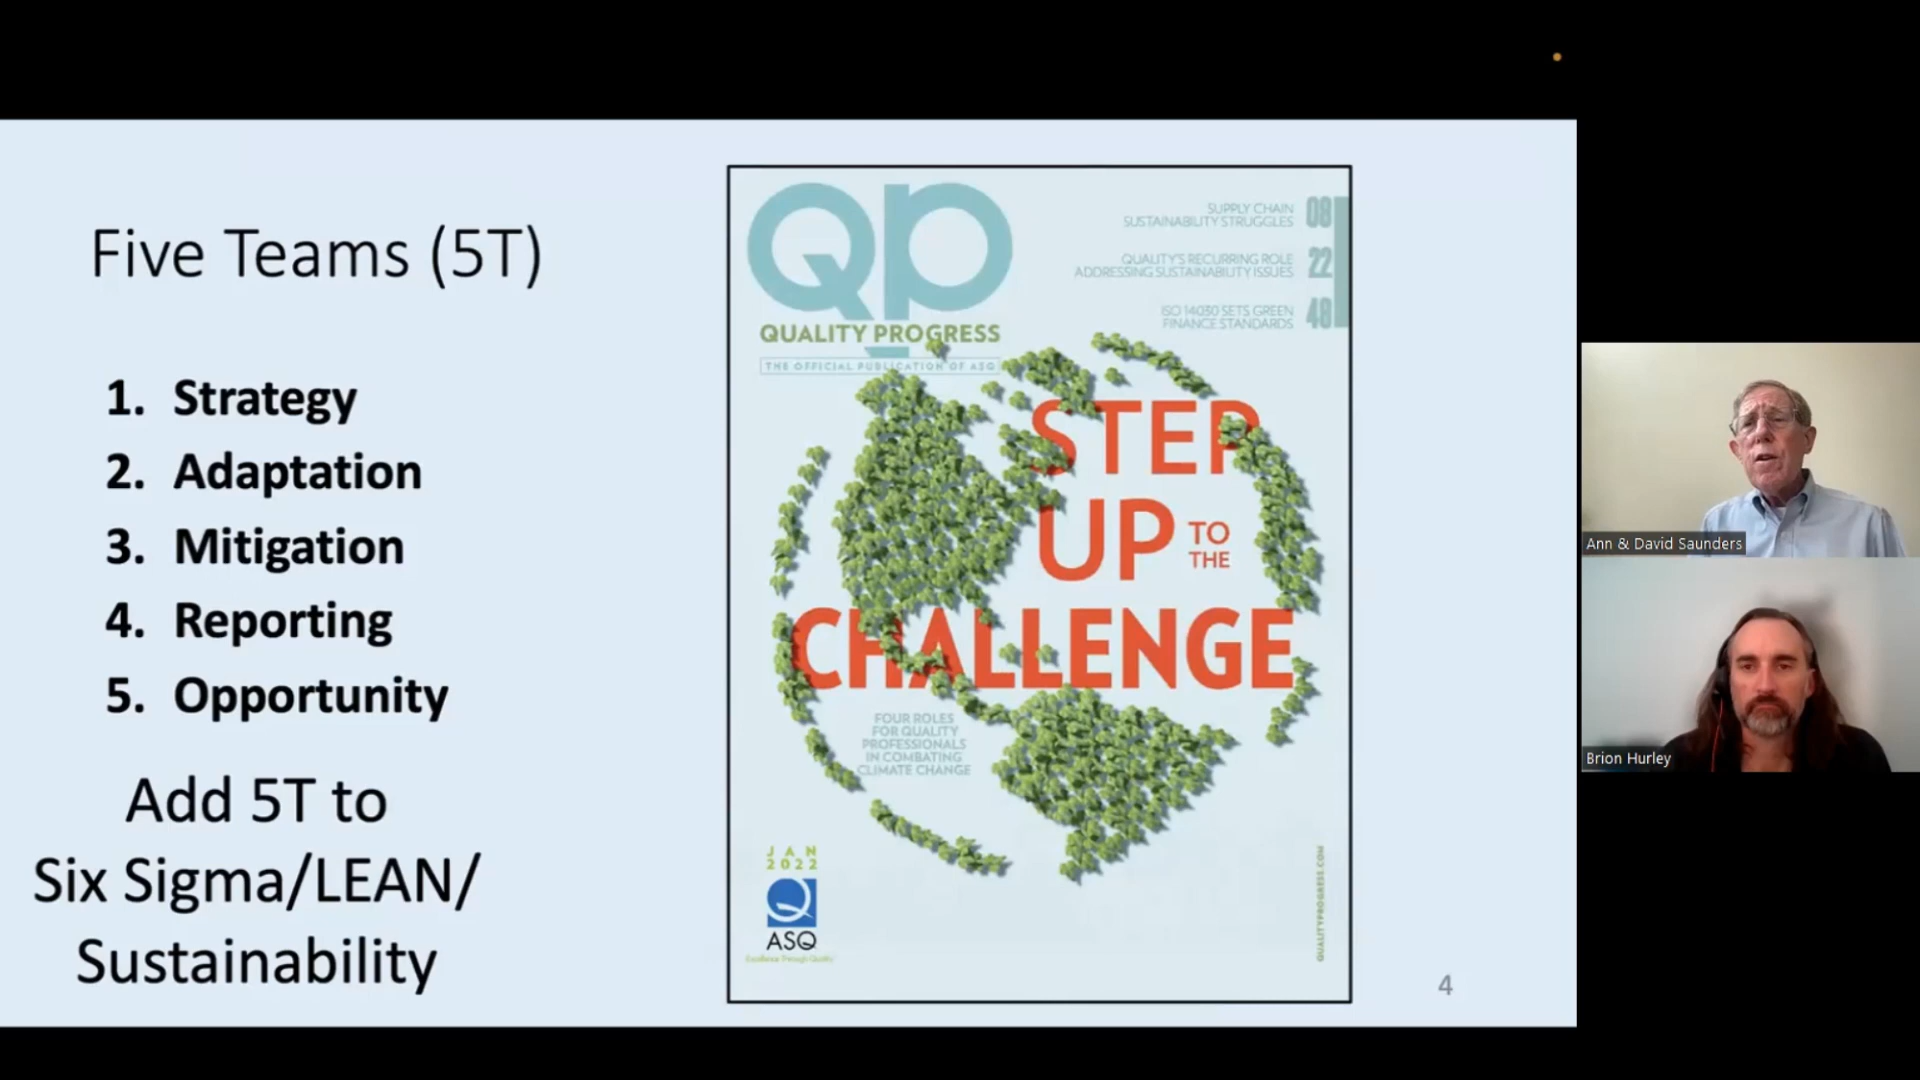 Five Teams (5T)
1. Strategy
2. Adaptation
3. Mitigation
4. Reporting
5. Opportunity
Add 5T to
Six Sigma/LEAN/
Sustainability
QP
QUALITY PROGRESS
THE OFFICIAL PUBLICATION OF ASQ
SUPPLY CHAIN
SUSTAINABILITY STRUGGLES 08
QUALITY'S RECURRING ROLE
ADDRESSING SUSTAINABILITY ISSUES 22
ISO 14030 SETS GREEN
FINANCE STANDARDS 48
STEP
UP TO
THE
CHALLENGE
FOUR ROLES
FOR QUALITY
PROFESSIONALS
IN COMBATING
CLIMATE CHANGE
JAN
2022
ASQ
Excellence Through Quality
QUALITYPROGRESS.COM
4
Ann & David Saunders
Brion Hurley